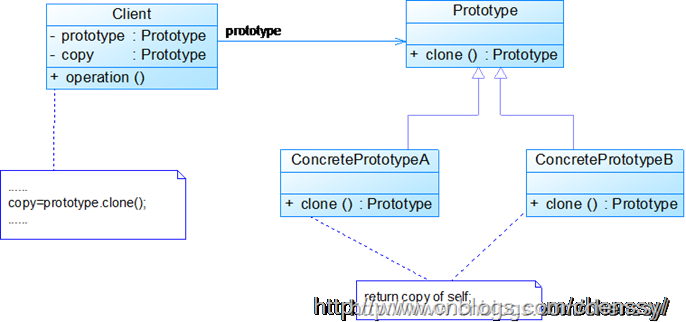 Client
- prototype : Prototype
- copy : Prototype
+ operation ()
prototype
Prototype
+ clone () : Prototype
ConcretePrototypeA
+ clone () : Prototype
ConcretePrototypeB
+ clone () : Prototype
......
copy=prototype.clone();
......
return copy of self;
http://www.cnblogs.com/chenssy/